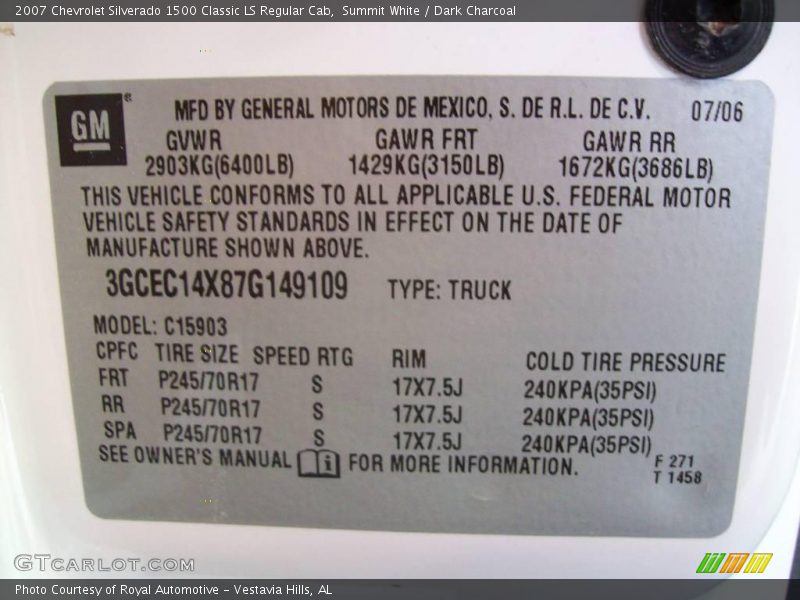 2007 Chevrolet Silverado 1500 Classic LS Regular Cab, Summit White / Dark Charcoal
GM®
MFD BY GENERAL MOTORS DE MEXICO, S. DE R.L. DE C.V. 07/06
GVWR GAWR FRT GAWR RR
2903KG(6400LB) 1429KG(3150LB) 1672KG(3686LB)
THIS VEHICLE CONFORMS TO ALL APPLICABLE U.S. FEDERAL MOTOR
VEHICLE SAFETY STANDARDS IN EFFECT ON THE DATE OF
MANUFACTURE SHOWN ABOVE.
3GCEC14X87G149109 TYPE: TRUCK
MODEL: C15903
CPFC TIRE SIZE SPEED RTG RIM COLD TIRE PRESSURE
FRT P245/70R17 S 17X7.5J 240KPA(35PSI)
RR P245/70R17 S 17X7.5J 240KPA(35PSI)
SPA P245/70R17 S 17X7.5J 240KPA(35PSI)
SEE OWNER'S MANUAL i FOR MORE INFORMATION.
F 271
T 1458
GTCARLOT.COM
Photo Courtesy of Royal Automotive - Vestavia Hills, AL